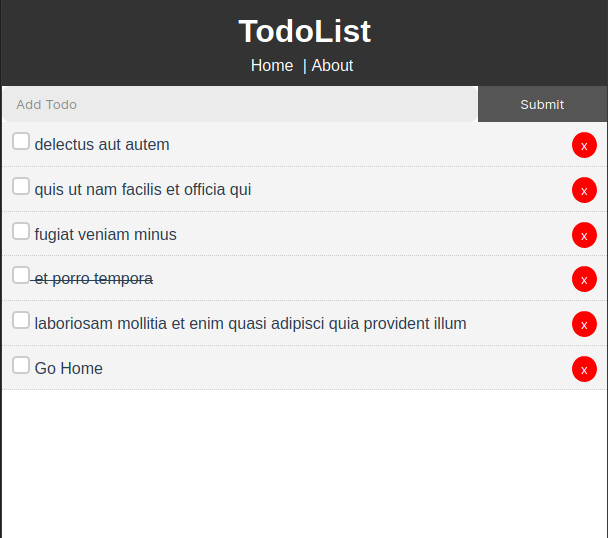 TodoList
Home | About
Add Todo Submit
delectus aut autem x
quis ut nam facilis et officia qui x
fugiat veniam minus x
et porro tempora x
laboriosam mollitia et enim quasi adipisci quia provident illum x
Go Home x